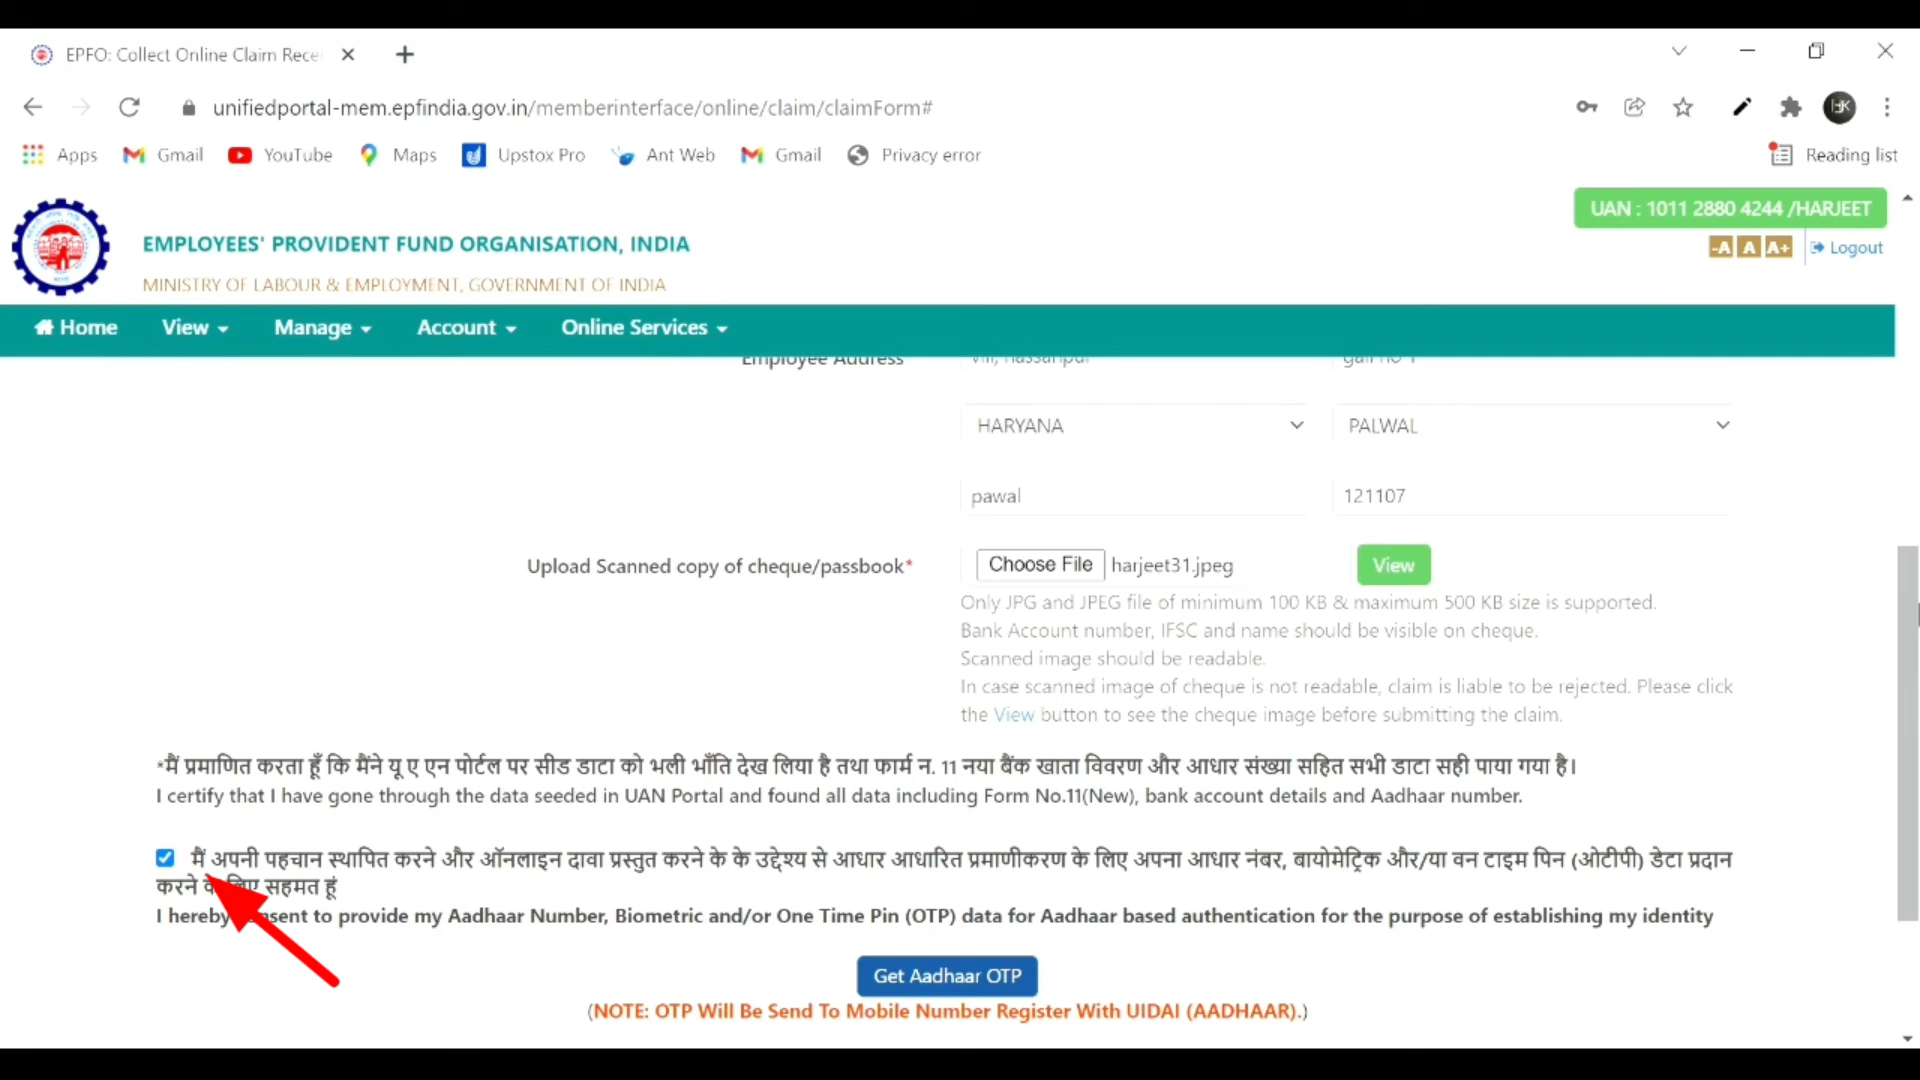 EPFO: Collect Online Claim Rece
unifiedportal-mem.epfindia.gov.in/memberinterface/online/claim/claimForm#
Apps Gmail YouTube Maps Upstox Pro Ant Web Gmail Privacy error Reading list
UAN : 1011 2880 4244 /HARJEET
EMPLOYEES' PROVIDENT FUND ORGANISATION, INDIA
-A A A+ Logout
MINISTRY OF LABOUR & EMPLOYMENT, GOVERNMENT OF INDIA
Home View Manage Account Online Services
Employee Address
HARYANA PALWAL
pawal 121107
Upload Scanned copy of cheque/passbook* Choose File harjeet31.jpeg View
Only JPG and JPEG file of minimum 100 KB & maximum 500 KB size is supported.
Bank Account number, IFSC and name should be visible on cheque.
Scanned image should be readable.
In case scanned image of cheque is not readable, claim is liable to be rejected. Please click
the View button to see the cheque image before submitting the claim.
*मैं प्रमाणित करता हूँ कि मैंने यू ए एन पोर्टल पर सीड डाटा को भली भाँति देख लिया है तथा फार्म न. 11 नया बैंक खाता विवरण और आधार संख्या सहित सभी डाटा सही पाया गया है।
I certify that I have gone through the data seeded in UAN Portal and found all data including Form No.11(New), bank account details and Aadhaar number.
मैं अपनी पहचान स्थापित करने और ऑनलाइन दावा प्रस्तुत करने के के उद्देश्य से आधार आधारित प्रमाणीकरण के लिए अपना आधार नंबर, बायोमेट्रिक और/या वन टाइम पिन (ओटीपी) डेटा प्रदान
करने के लिए सहमत हूं
I hereby consent to provide my Aadhaar Number, Biometric and/or One Time Pin (OTP) data for Aadhaar based authentication for the purpose of establishing my identity
Get Aadhaar OTP
(NOTE: OTP Will Be Send To Mobile Number Register With UIDAI (AADHAAR).)